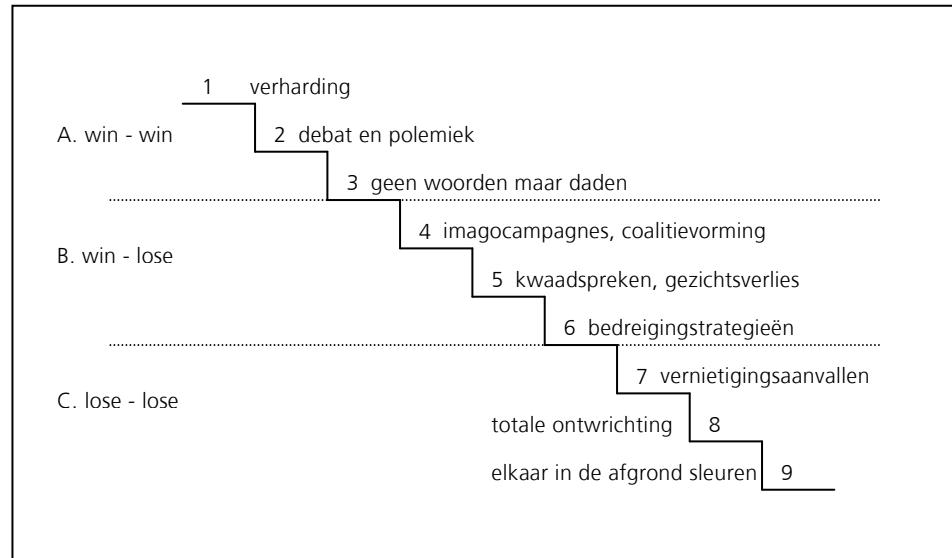 1 verharding
A. win - win
2 debat en polemiek
3 geen woorden maar daden
4 imagocampagnes, coalitievorming
B. win - lose
5 kwaadspreken, gezichtsverlies
6 bedreigingstrategieën
7 vernietigingsaanvallen
C. lose - lose
totale ontwrichting 8
elkaar in de afgrond sleuren 9